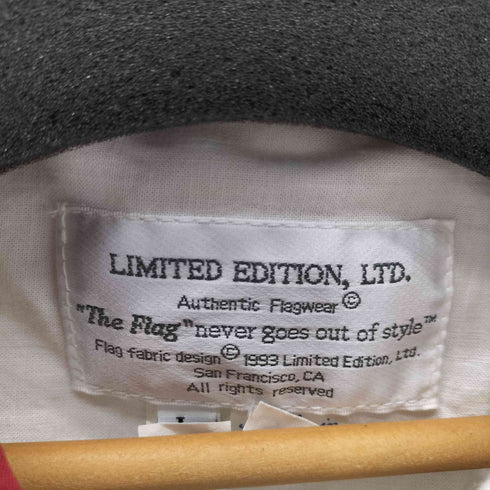 LIMITED EDITION, LTD.
Authentic Flagwear©
"The Flag" never goes out of style™
Flag fabric design © 1993 Limited Edition, Ltd.
San Francisco, CA
All rights reserved
L